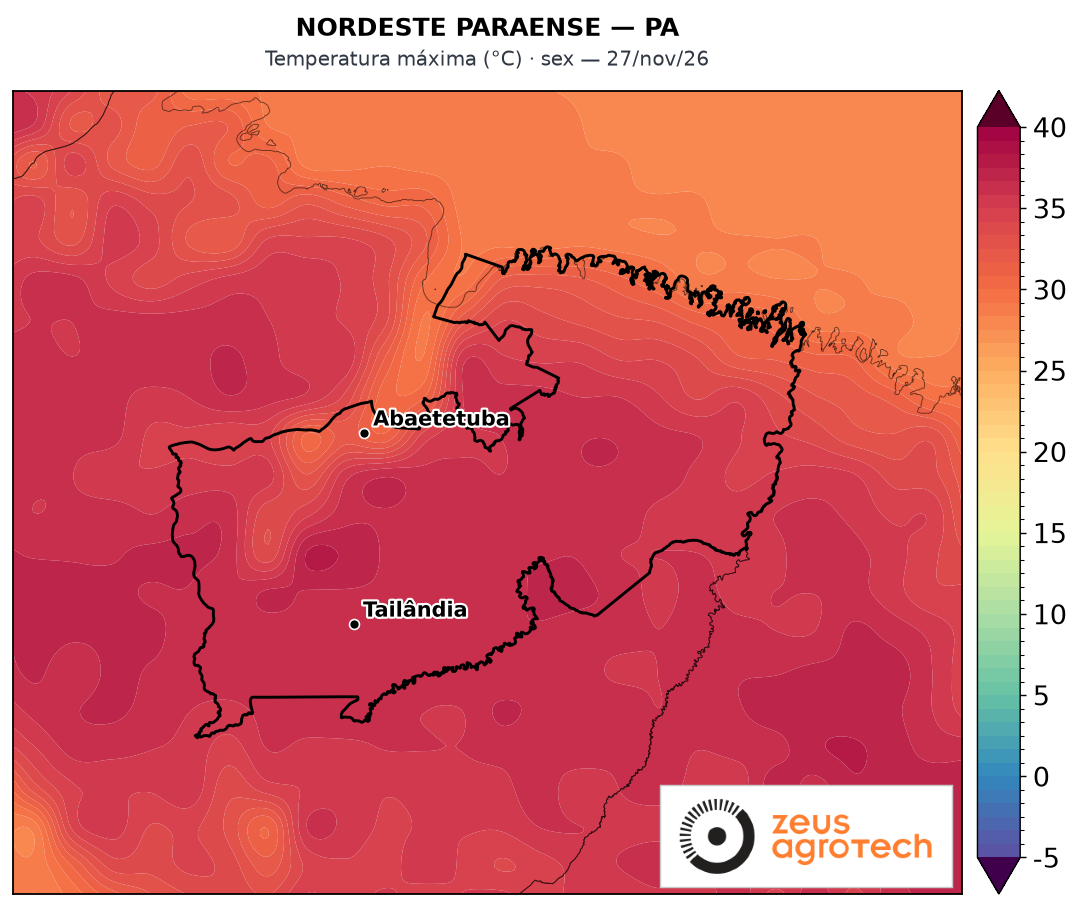 NORDESTE PARAENSE — PA
Temperatura máxima (°C) · sex — 27/nov/26
40
35
30
25
20
15
10
5
0
-5
Abaetetuba
Tailândia
zeus
agrotech